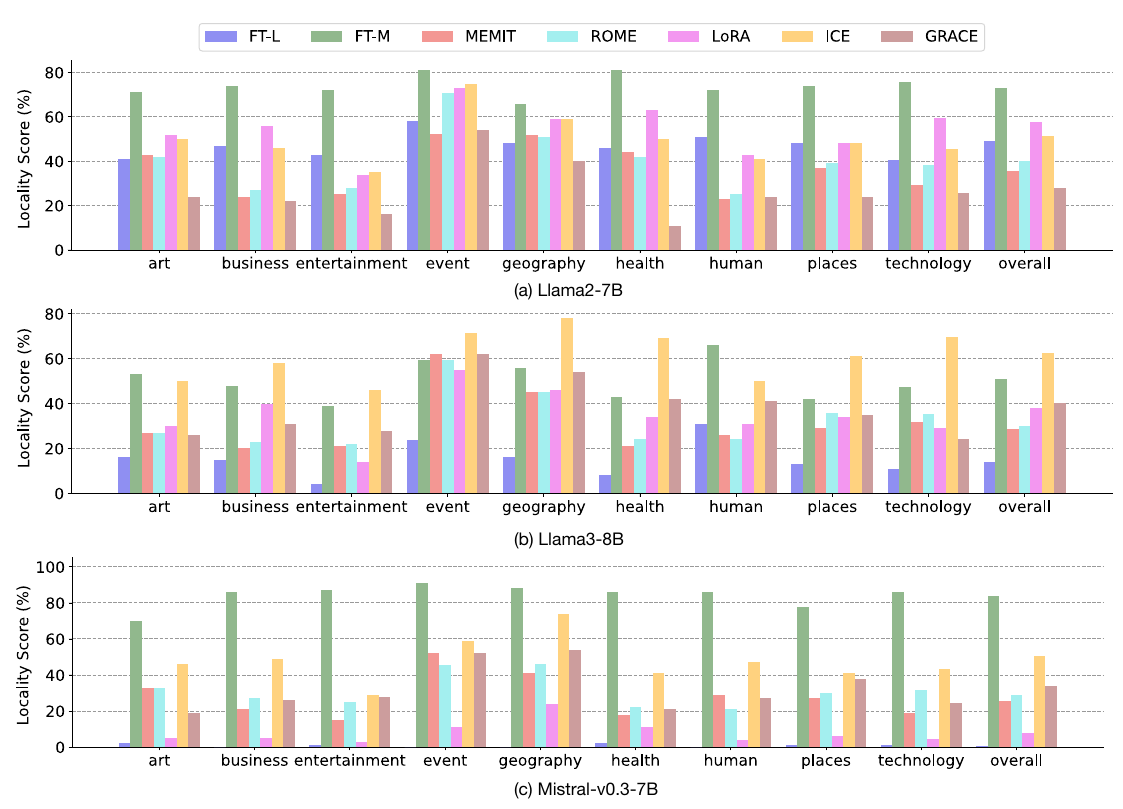 FT-L FT-M MEMIT ROME LoRA ICE GRACE
Locality Score (%)
80
60
40
20
0
art business entertainment event geography health human places technology overall
(a) Llama2-7B
Locality Score (%)
80
60
40
20
0
art business entertainment event geography health human places technology overall
(b) Llama3-8B
Locality Score (%)
100
80
60
40
20
0
art business entertainment event geography health human places technology overall
(c) Mistral-v0.3-7B